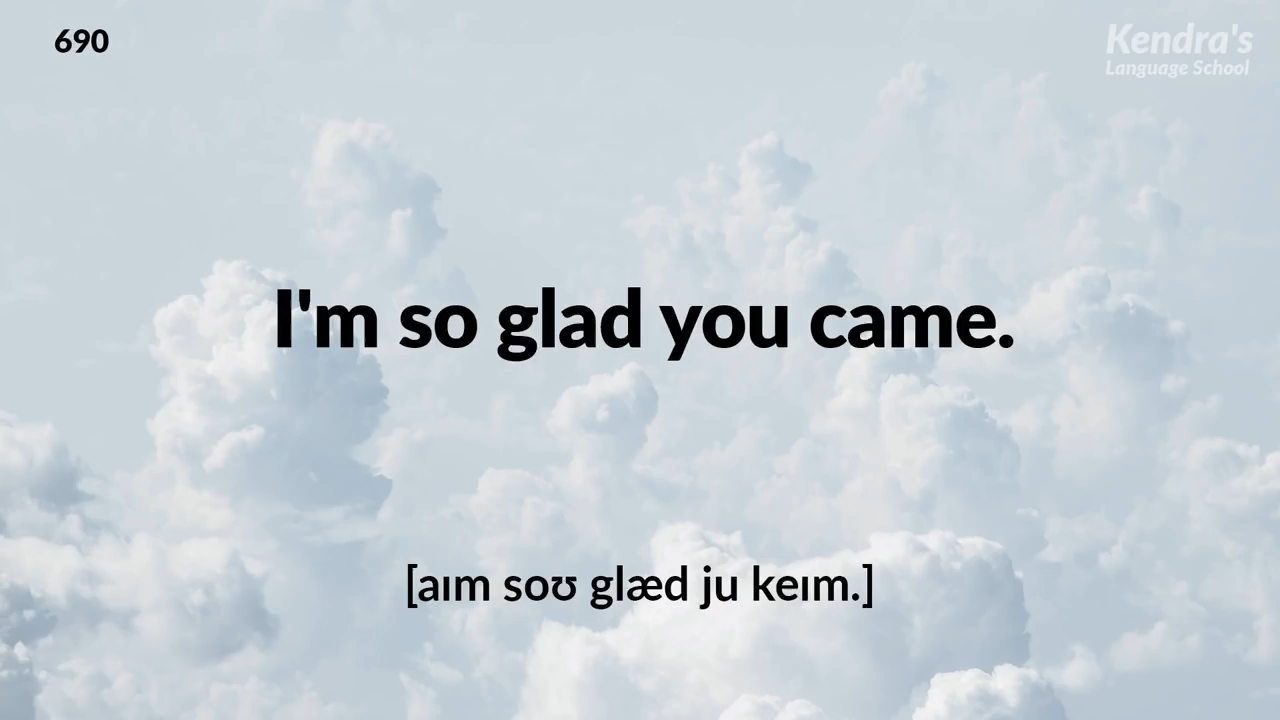 690
Kendra's
Language School
I'm so glad you came.
[aɪm soʊ glæd ju keɪm.]